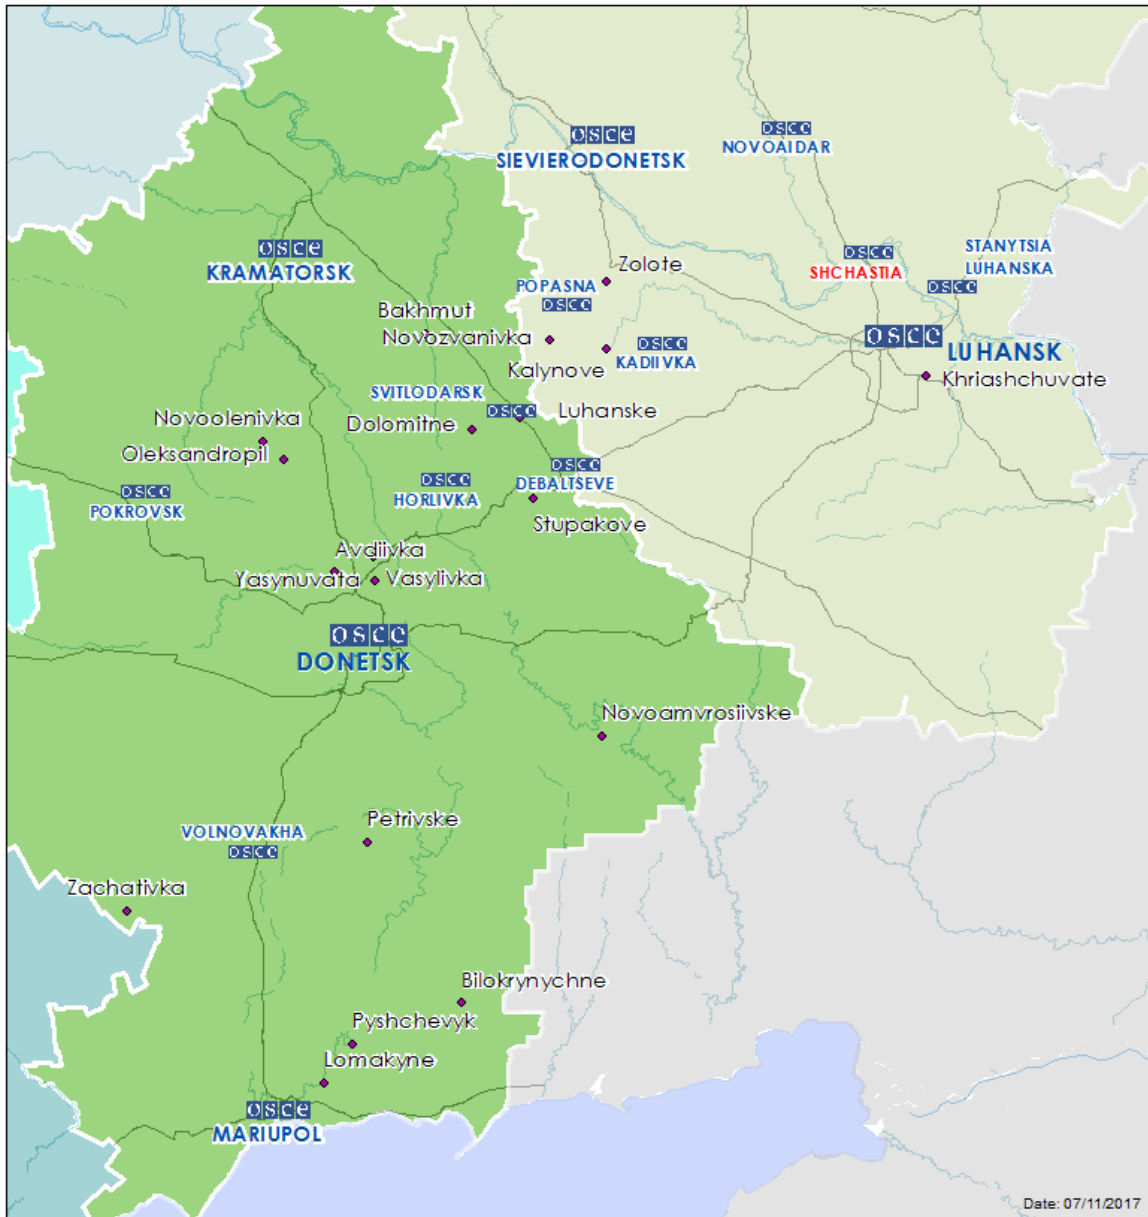 osce
SIEVIERODONETSK
OSCE
NOVOAIDAR
osce
KRAMATORSK
OSCE
SHCHASTIA
STANYTSIA
LUHANSKA
OSCE
Zolote
POPASNA
OSCE
Bakhmut
Novozvanivka
Kalynove
OSCE
KADIIVKA
osce
LUHANSK
Khriashchuvate
SVITLODARSK
OSCE
Luhanske
Dolomitne
Novoolenivka
Oleksandropil
OSCE
POKROVSK
OSCE
HORLIVKA
OSCE
DEBALTSEVE
Stupakove
Avdiivka
Yasynuvata
Vasylivka
osce
DONETSK
Novoamvrosiivske
Petrivske
VOLNOVAKHA
OSCE
Zachativka
Bilokrynychne
Pyshchevyk
Lomakyne
osce
MARIUPOL
Date: 07/11/2017